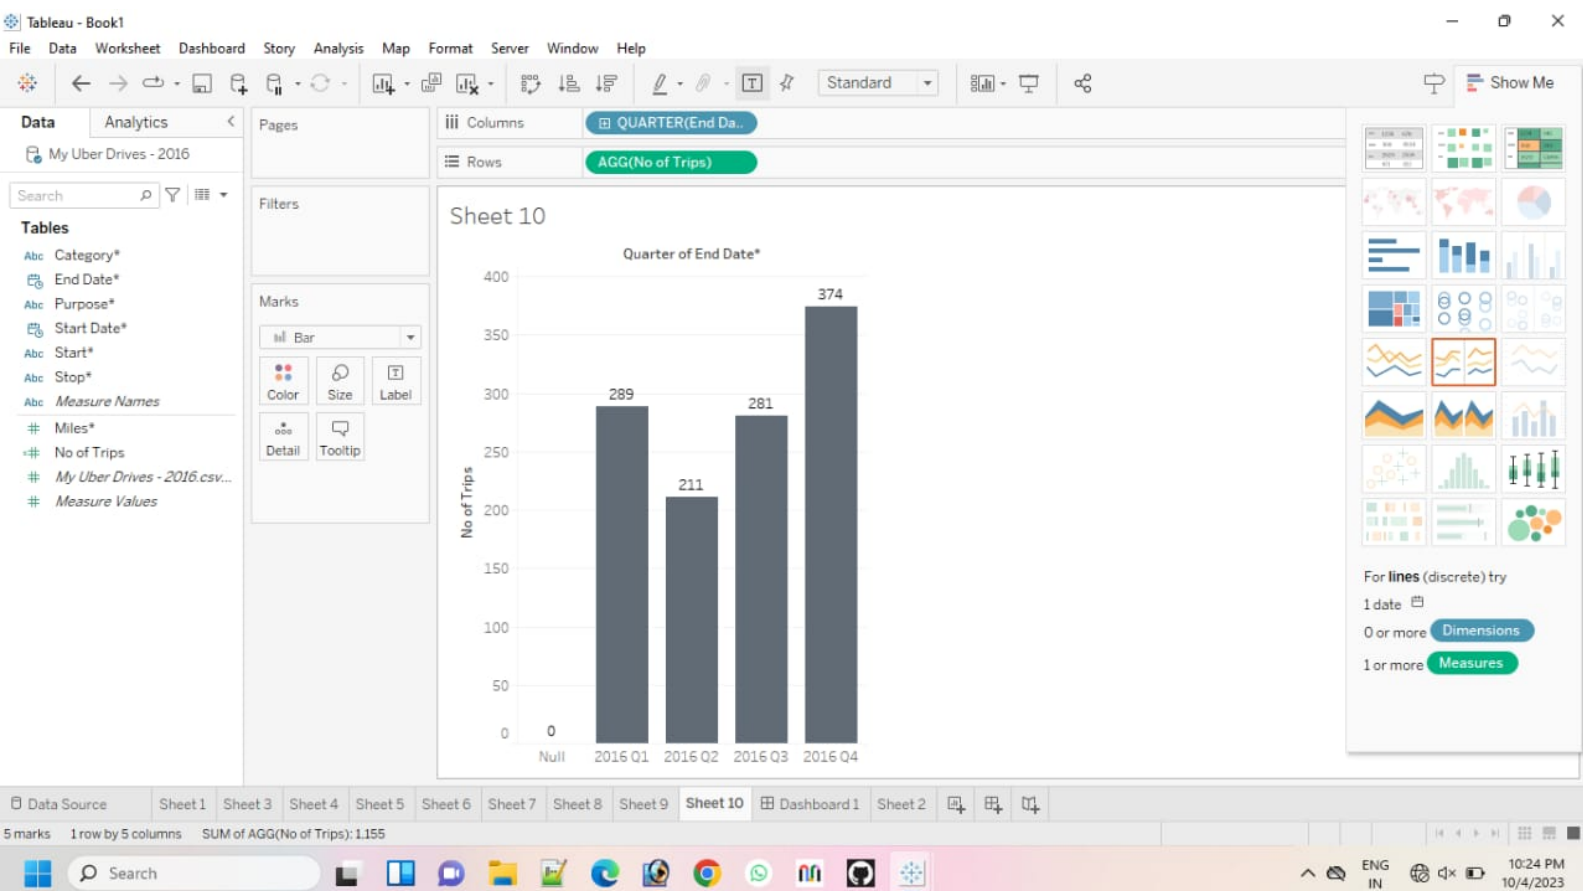 Tableau - Book1
File Data Worksheet Dashboard Story Analysis Map Format Server Window Help
Standard
Show Me
Data Analytics
My Uber Drives - 2016
Search
Tables
Abc Category*
End Date*
Abc Purpose*
Start Date*
Abc Start*
Abc Stop*
Abc Measure Names
# Miles*
=# No of Trips
# My Uber Drives - 2016.csv...
# Measure Values
Pages
Filters
Marks
Bar
Color Size Label
Detail Tooltip
Columns QUARTER(End Da..
Rows AGG(No of Trips)
Sheet 10
Quarter of End Date*
No of Trips
400
350
300
250
200
150
100
50
0
0 289 211 281 374
Null 2016 Q1 2016 Q2 2016 Q3 2016 Q4
For lines (discrete) try
1 date
0 or more Dimensions
1 or more Measures
Data Source Sheet 1 Sheet 3 Sheet 4 Sheet 5 Sheet 6 Sheet 7 Sheet 8 Sheet 9 Sheet 10 Dashboard 1 Sheet 2
5 marks 1 row by 5 columns SUM of AGG(No of Trips): 1,155
Search
ENG
IN
10:24 PM
10/4/2023